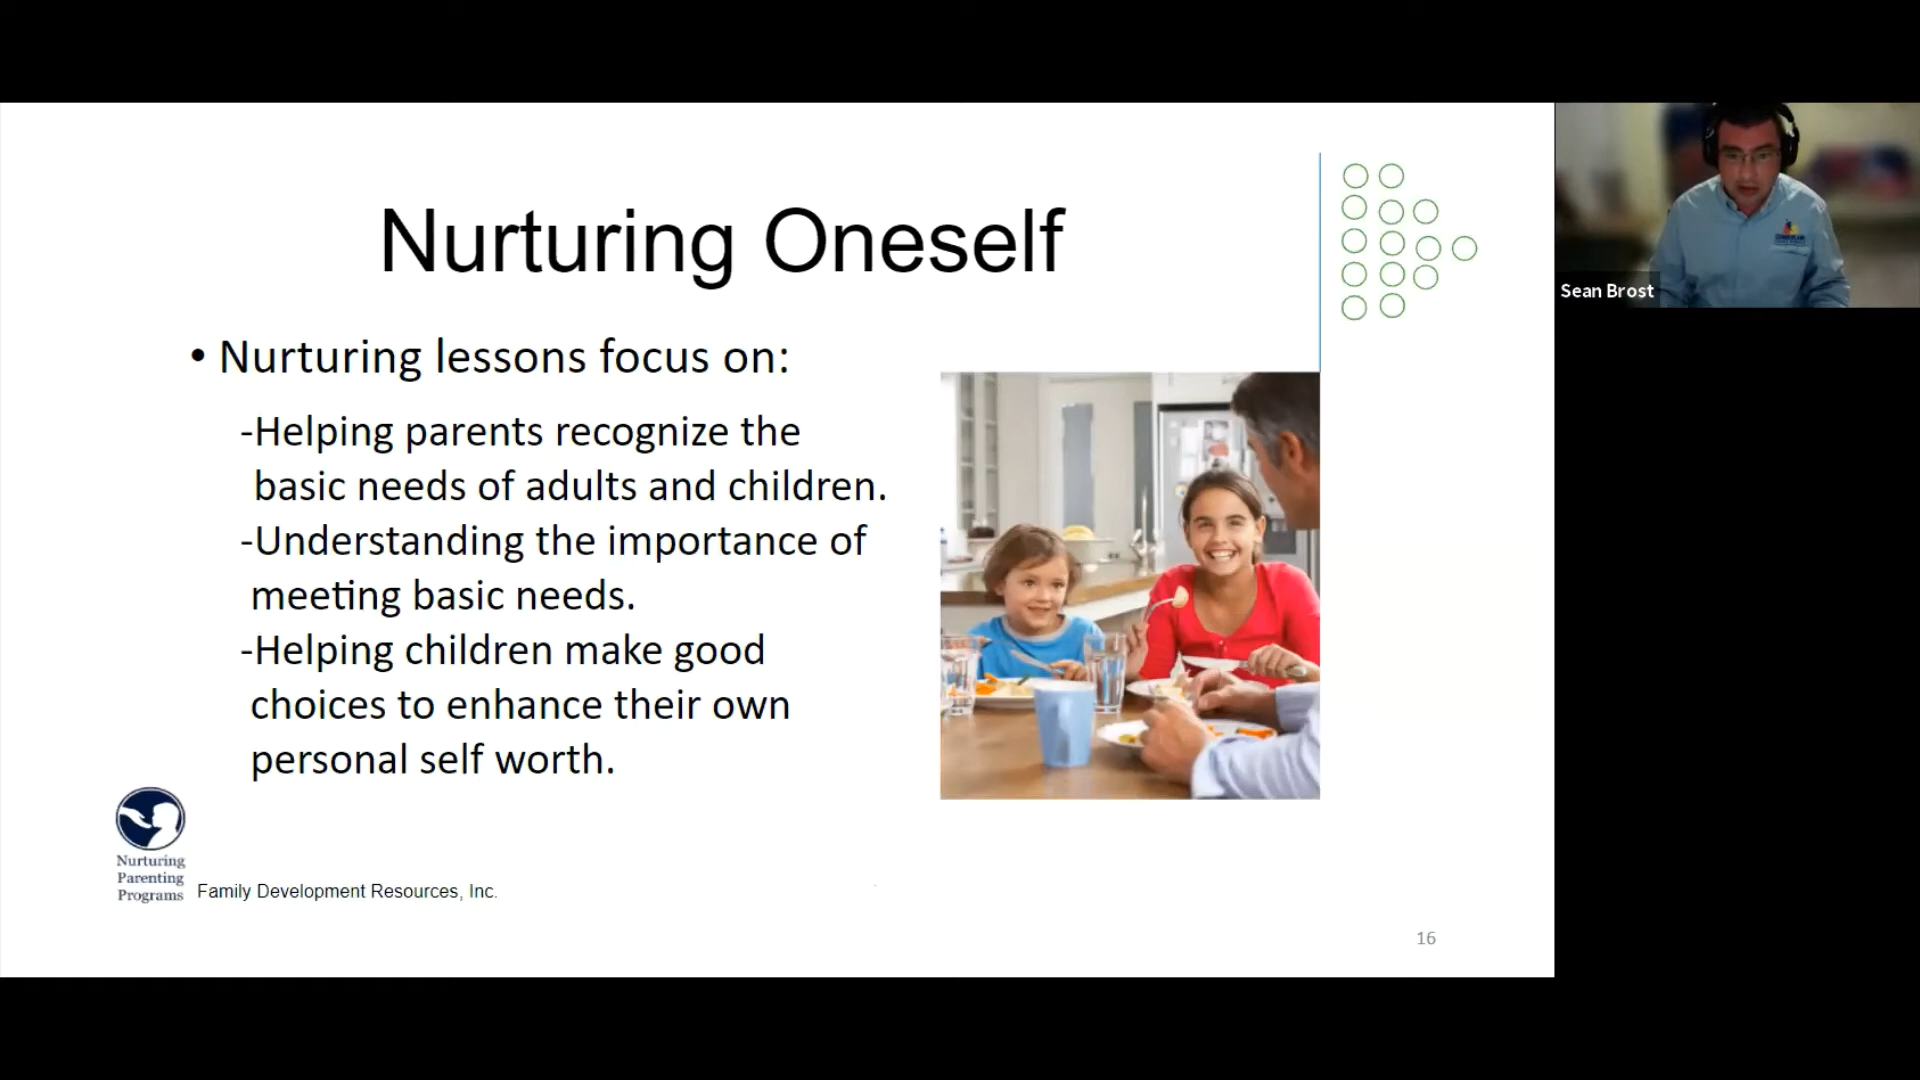 Nurturing Oneself
• Nurturing lessons focus on:
-Helping parents recognize the
basic needs of adults and children.
-Understanding the importance of
meeting basic needs.
-Helping children make good
choices to enhance their own
personal self worth.
Nurturing
Parenting
Programs
Family Development Resources, Inc.
16
Sean Brost